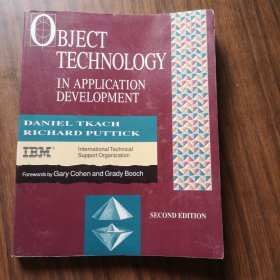 OBJECT
TECHNOLOGY
IN APPLICATION
DEVELOPMENT
DANIEL TKACH
RICHARD PUTTICK
IBM
International Technical
Support Organization
Forewords by Gary Cohen and Grady Booch
SECOND EDITION